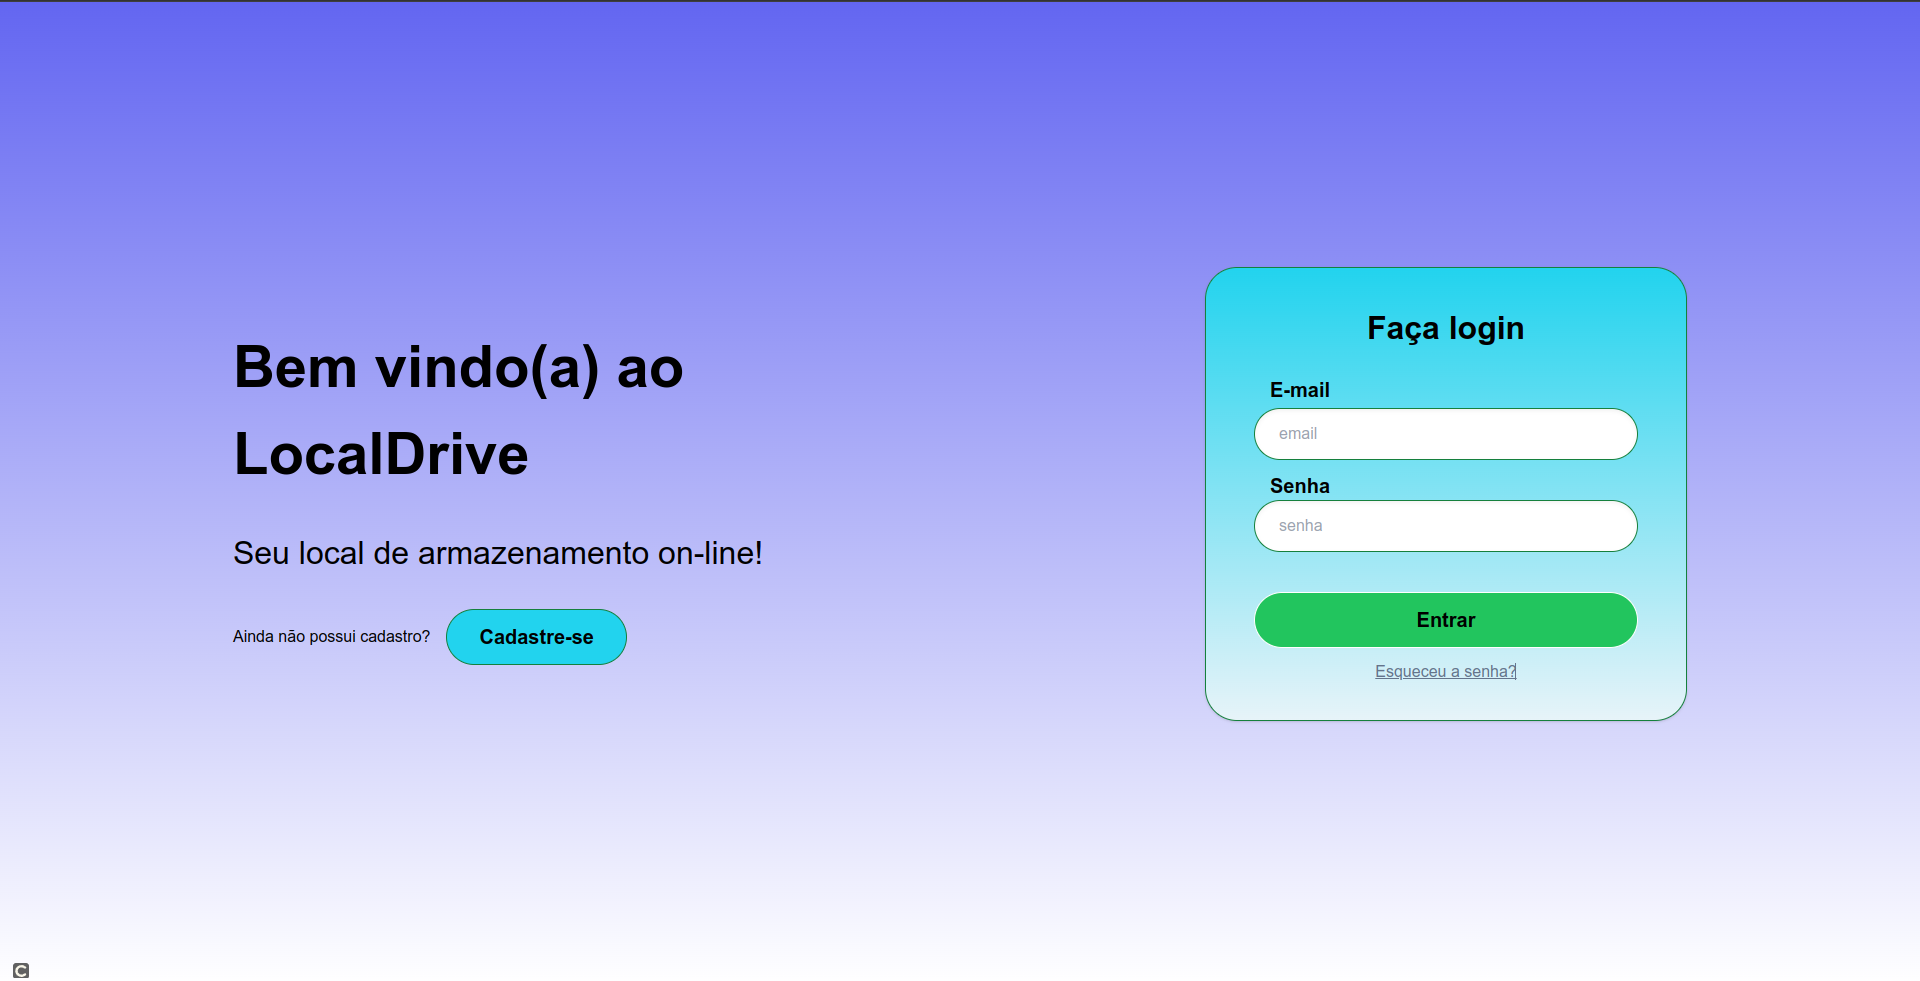 Bem vindo(a) ao
LocalDrive
Seu local de armazenamento on-line!
Ainda não possui cadastro?
Cadastre-se
Faça login
E-mail
email
Senha
senha
Entrar
Esqueceu a senha?
C